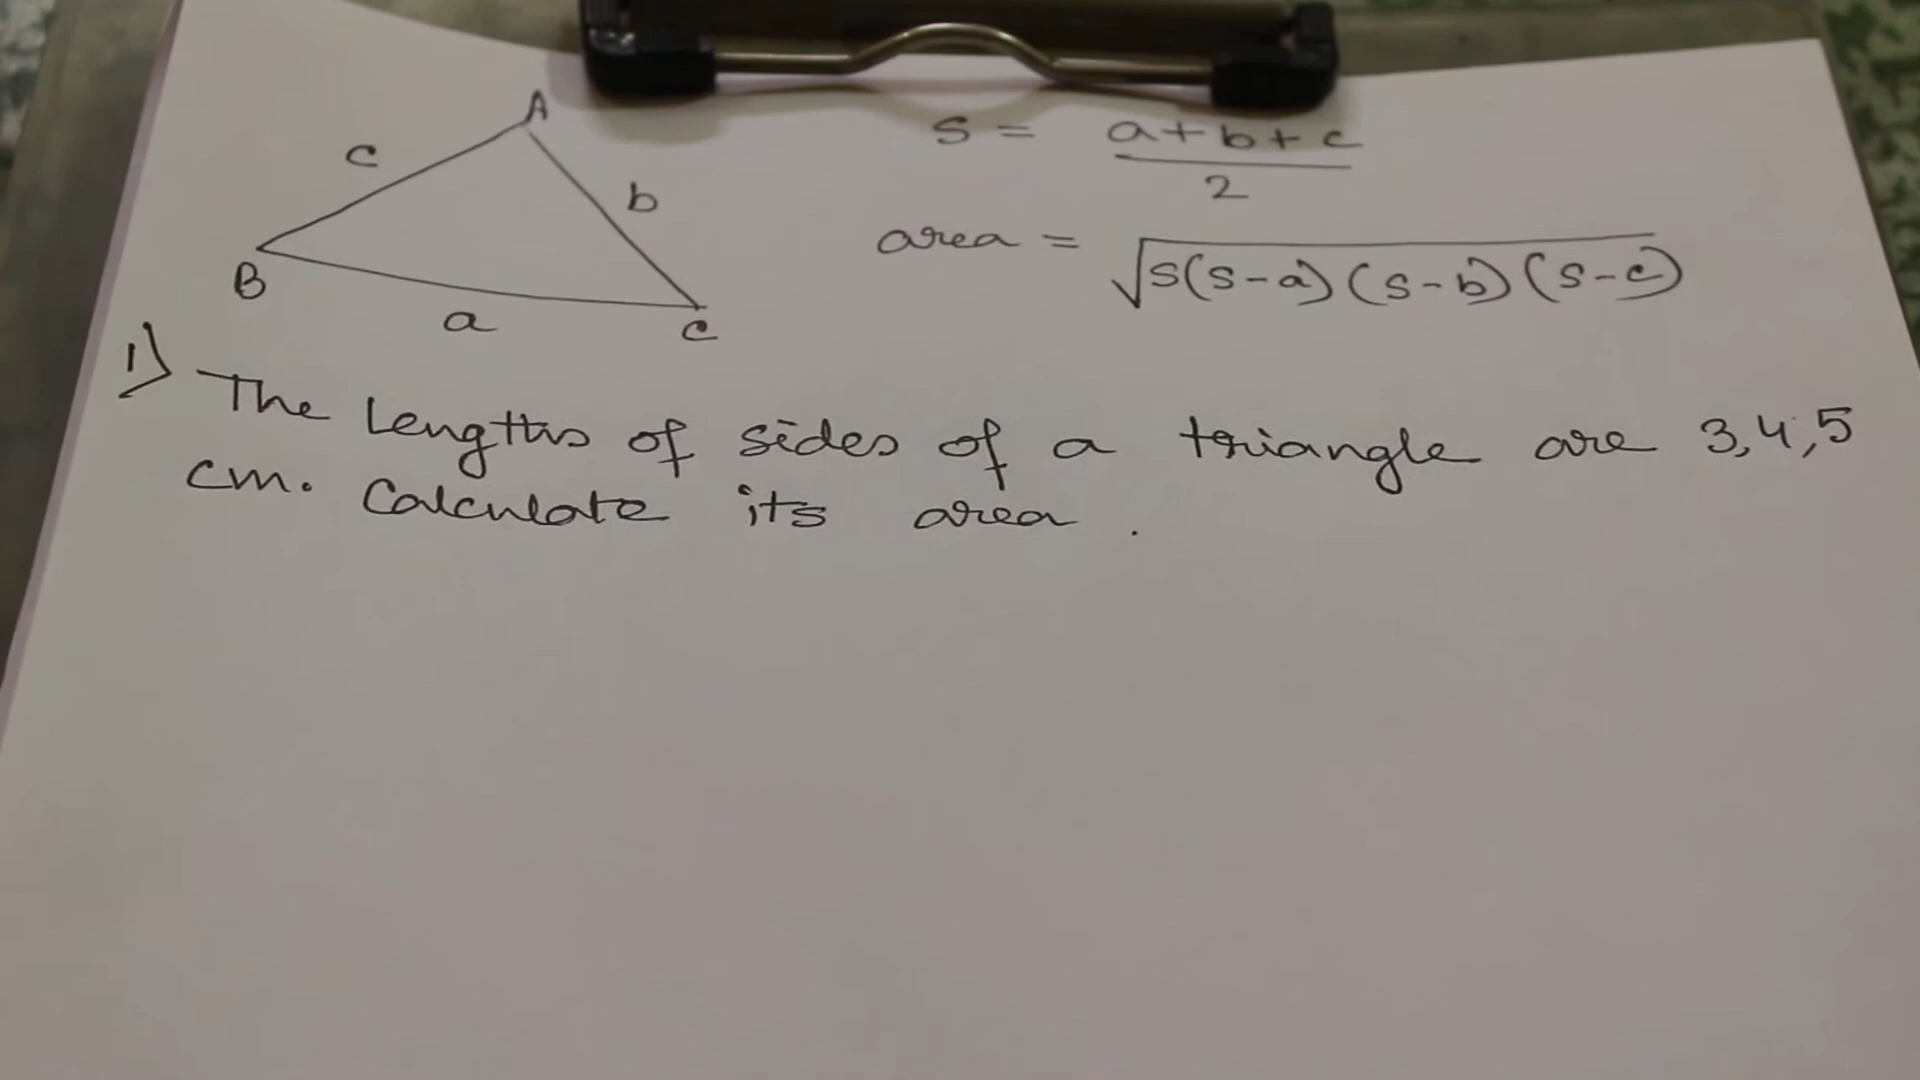 A
c
b
B
a
C
s = a+b+c / 2
area = √s(s-a)(s-b)(s-c)
1) The Lengths of sides of a triangle are 3,4,5
cm. Calculate its area.